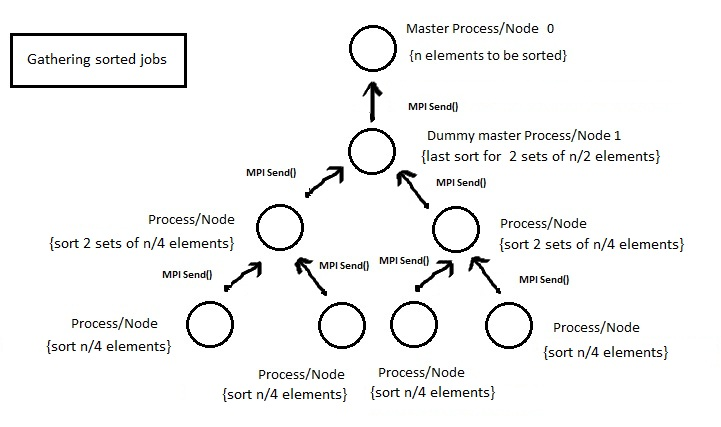 Master Process/Node 0
{n elements to be sorted}
Gathering sorted jobs
MPI Send()
Dummy master Process/Node 1
{last sort for 2 sets of n/2 elements}
MPI Send()
MPI Send()
Process/Node
{sort 2 sets of n/4 elements}
Process/Node
{sort 2 sets of n/4 elements}
MPI Send()
MPI Send()
MPI Send()
MPI Send()
Process/Node
{sort n/4 elements}
Process/Node
{sort n/4 elements}
Process/Node
{sort n/4 elements}
Process/Node
{sort n/4 elements}